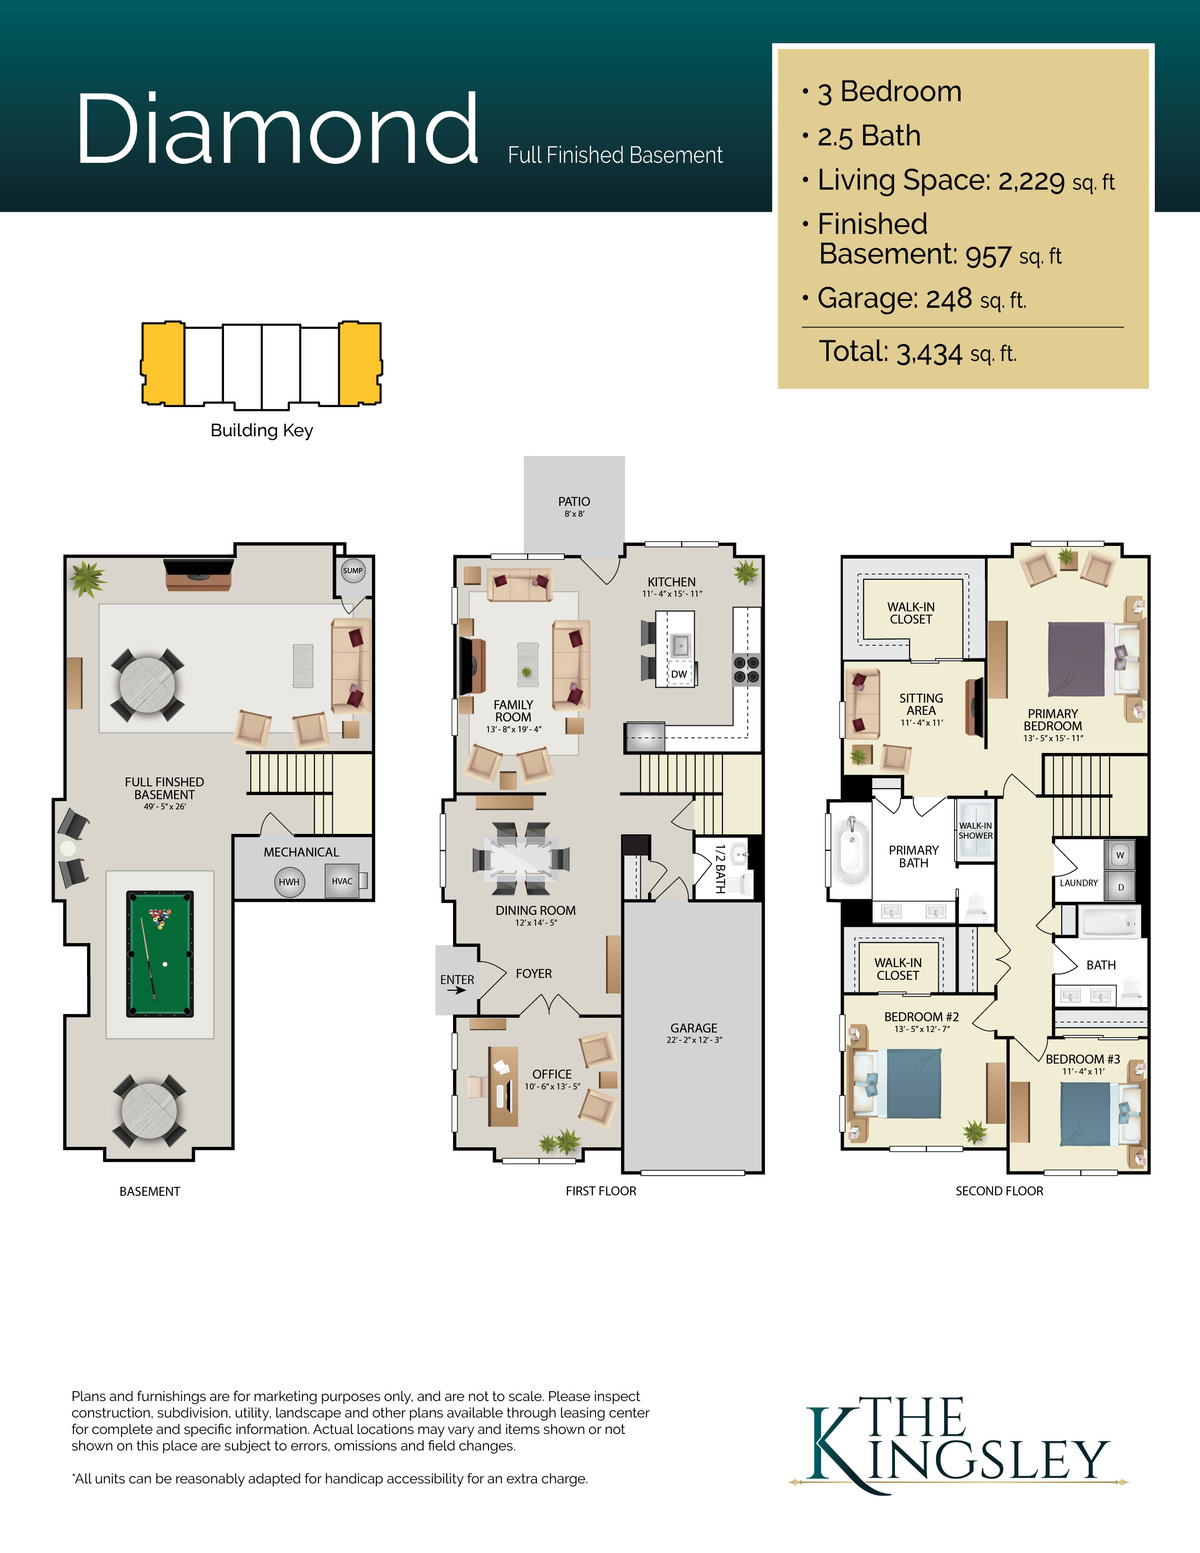 Diamond
Full Finished Basement
• 3 Bedroom
• 2.5 Bath
• Living Space: 2,229 sq. ft
• Finished
Basement: 957 sq. ft
• Garage: 248 sq. ft.
Total: 3,434 sq. ft.
Building Key
SUMP
FULL FINSHED
BASEMENT
49' - 5" x 26'
MECHANICAL
HWH
HVAC
BASEMENT
PATIO
8' x 8'
KITCHEN
11' - 4" x 15' - 11"
DW
FAMILY
ROOM
13' - 8" x 19' - 4"
DINING ROOM
12' x 14' - 5"
1/2 BATH
ENTER
FOYER
OFFICE
10' - 6" x 13' - 5"
GARAGE
22' - 2" x 12' - 3"
FIRST FLOOR
WALK-IN
CLOSET
SITTING
AREA
11' - 4" x 11'
PRIMARY
BEDROOM
13' - 5" x 15' - 11"
WALK-IN
SHOWER
PRIMARY
BATH
W
LAUNDRY
D
WALK-IN
CLOSET
BATH
BEDROOM #2
13' - 5" x 12' - 7"
BEDROOM #3
11' - 4" x 11'
SECOND FLOOR
Plans and furnishings are for marketing purposes only, and are not to scale. Please inspect
construction, subdivision, utility, landscape and other plans available through leasing center
for complete and specific information. Actual locations may vary and items shown or not
shown on this place are subject to errors, omissions and field changes.
*All units can be reasonably adapted for handicap accessibility for an extra charge.
THE
KINGSLEY